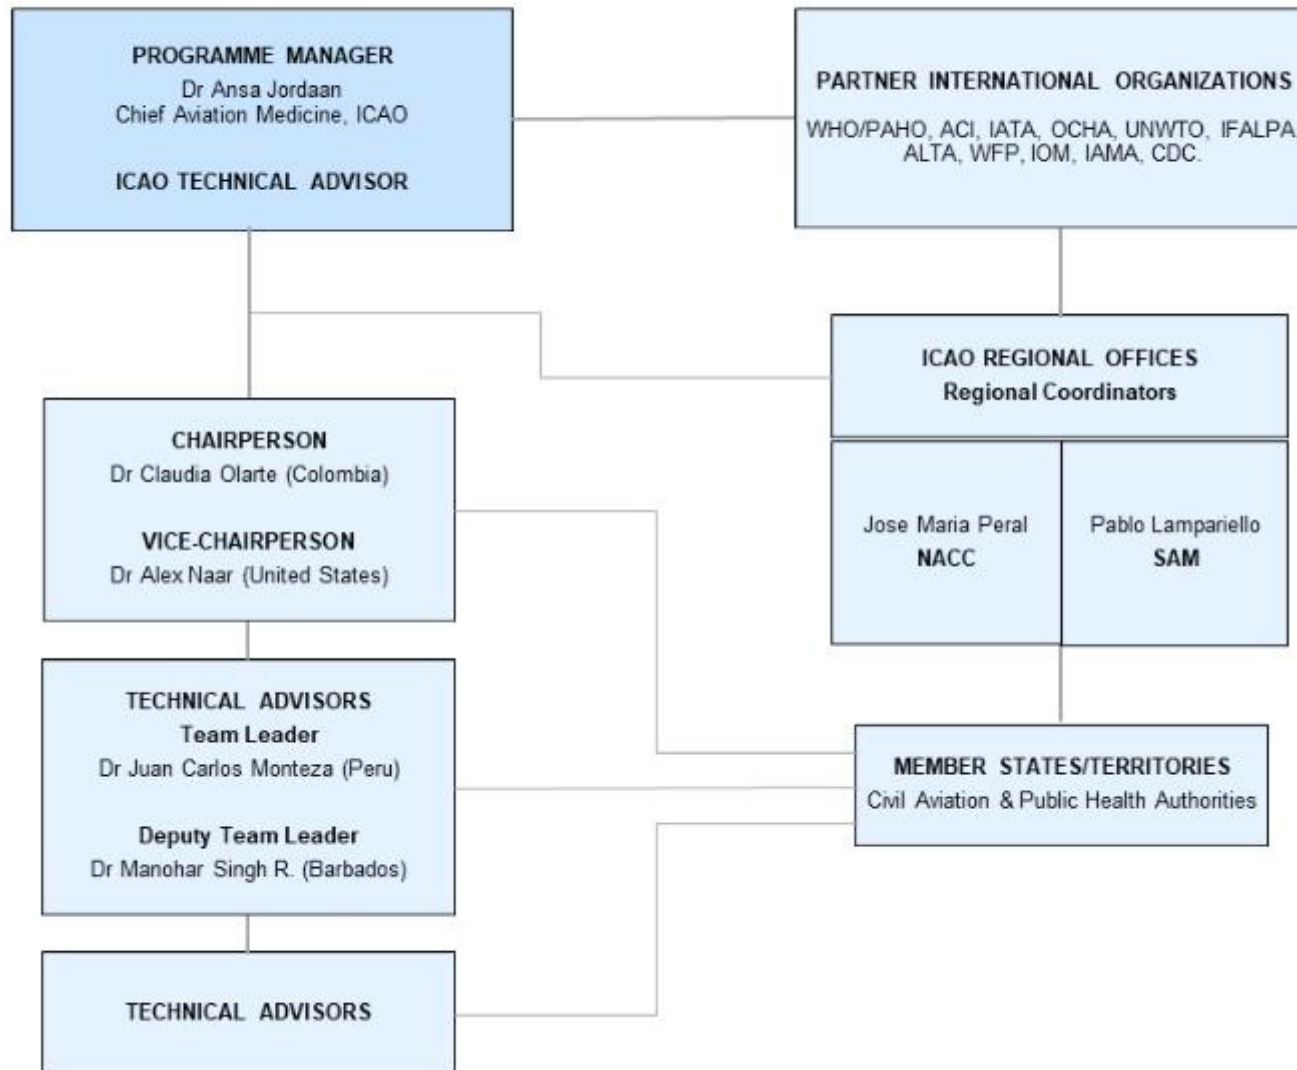 PROGRAMME MANAGER
Dr Ansa Jordaan
Chief Aviation Medicine, ICAO
ICAO TECHNICAL ADVISOR
PARTNER INTERNATIONAL ORGANIZATIONS
WHO/PAHO, ACI, IATA, OCHA, UNWTO, IFALPA
ALTA, WFP, IOM, IAMA, CDC.
ICAO REGIONAL OFFICES
Regional Coordinators
Jose Maria Peral
NACC
Pablo Lampariello
SAM
CHAIRPERSON
Dr Claudia Olarte (Colombia)
VICE-CHAIRPERSON
Dr Alex Naar (United States)
TECHNICAL ADVISORS
Team Leader
Dr Juan Carlos Monteza (Peru)
Deputy Team Leader
Dr Manohar Singh R. (Barbados)
MEMBER STATES/TERRITORIES
Civil Aviation & Public Health Authorities
TECHNICAL ADVISORS